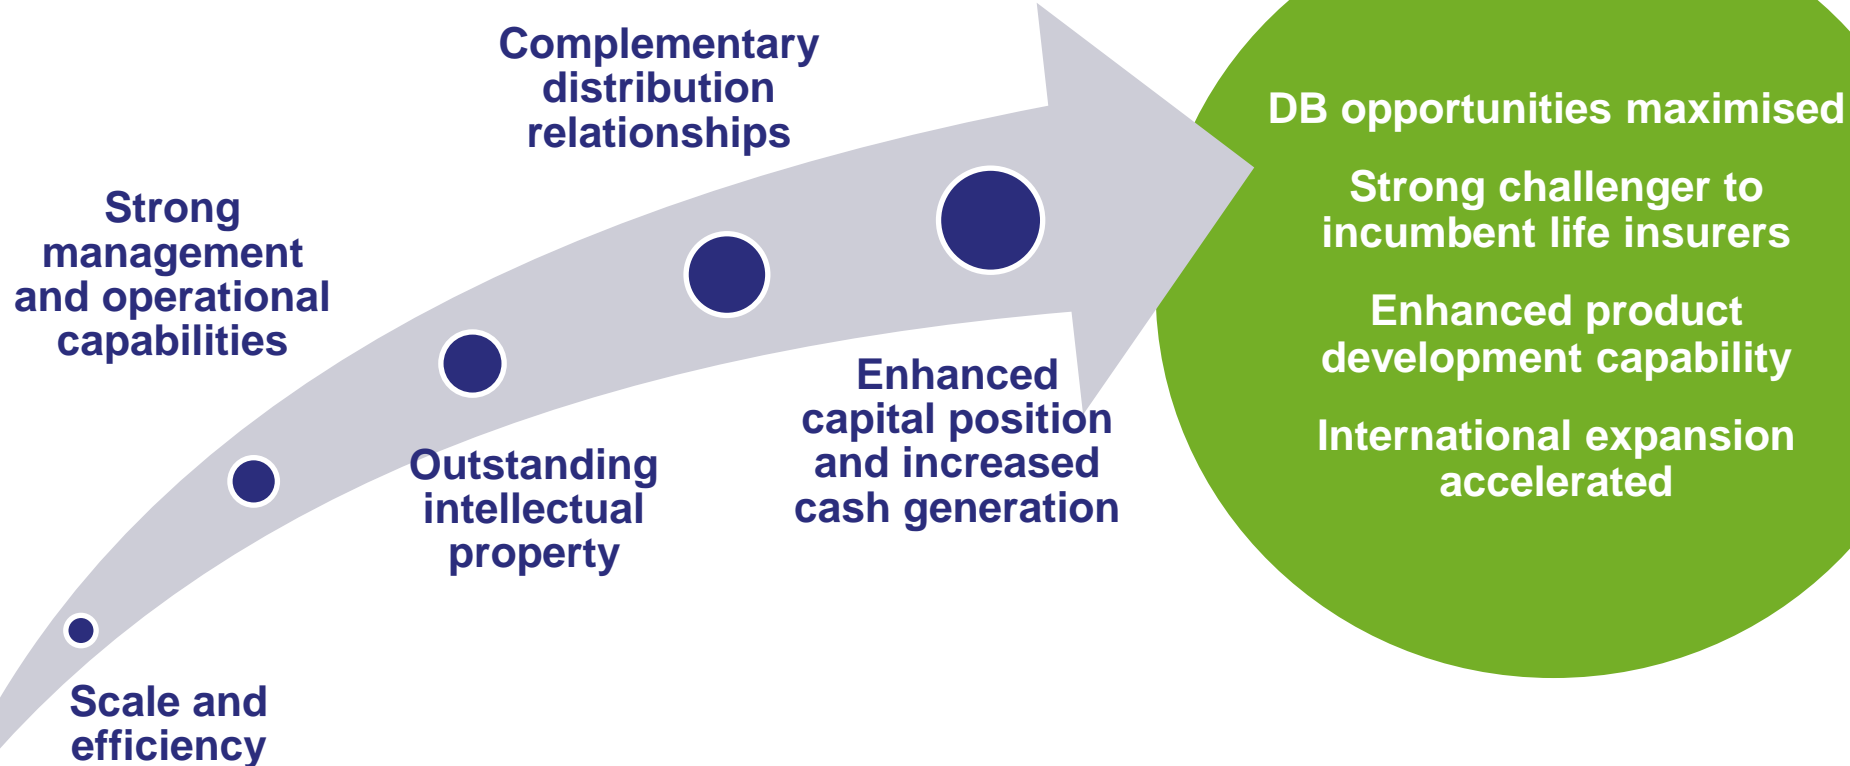 Complementary
distribution
relationships
Strong
management
and operational
capabilities
Outstanding
intellectual
property
Enhanced
capital position
and increased
cash generation
Scale and
efficiency
DB opportunities maximised
Strong challenger to
incumbent life insurers
Enhanced product
development capability
International expansion
accelerated